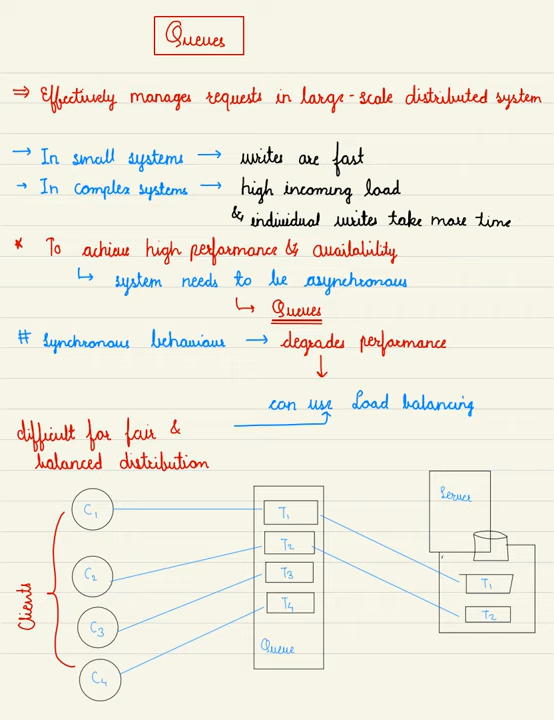 Queues
⇒ Effectively manages requests in large-scale distributed system
→ In small systems → writes are fast
→ In complex systems → high incoming load
& individual writes take more time
* To achieve high performance & availability
↳ system needs to be asynchronous
↳ Queues
# Synchronous behaviour → degrades performance
↓
can use Load balancing
difficult for fair &
balanced distribution
Clients
C1
C2
C3
C4
T1
T2
T3
T4
Queue
Server
T1
T2